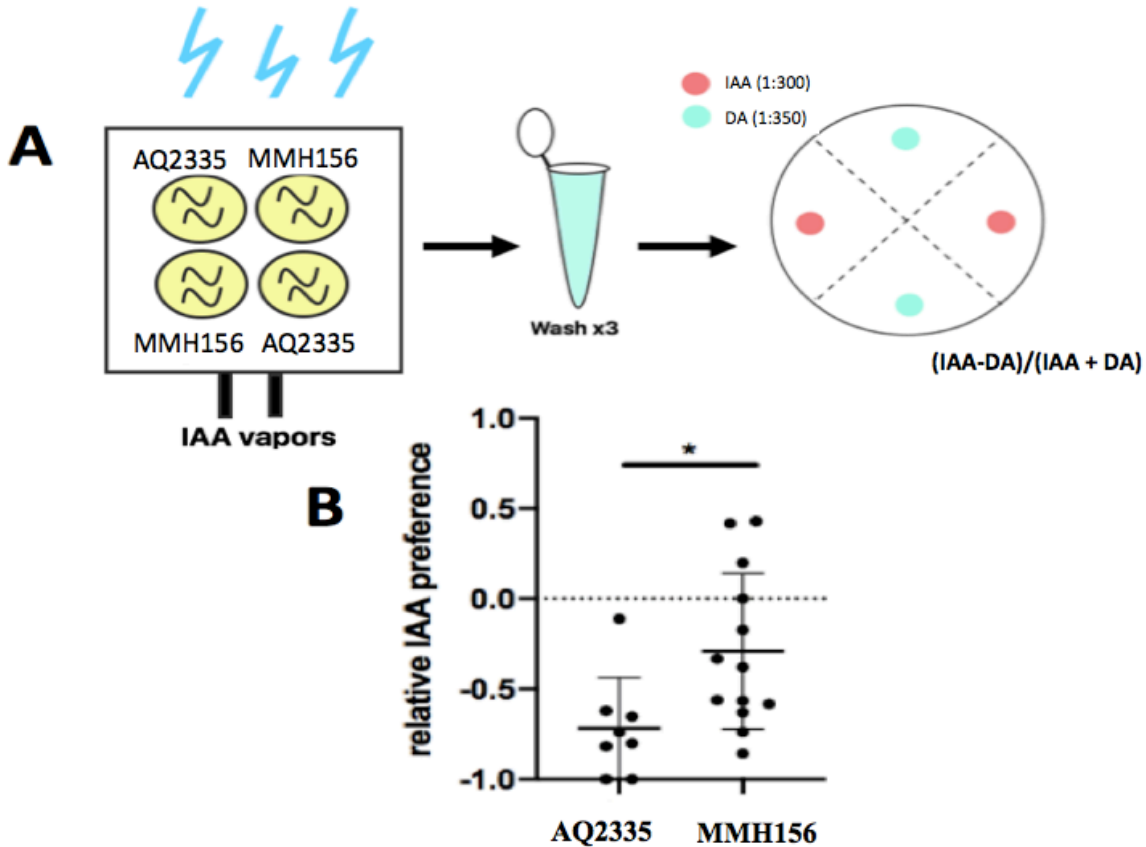 A
AQ2335 MMH156
MMH156 AQ2335
IAA vapors
Wash x3
IAA (1:300)
DA (1:350)
(IAA-DA)/(IAA + DA)
B
relative IAA preference
1.0
0.5
0.0
-0.5
-1.0
*
AQ2335 MMH156